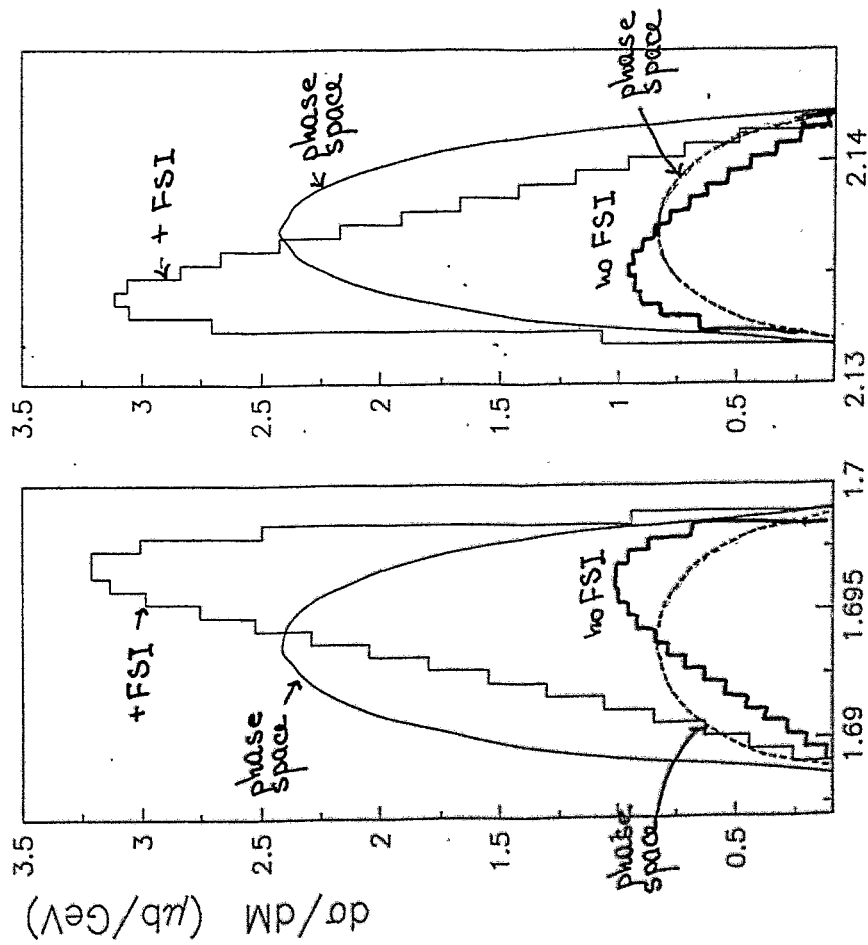 dσ/dM (μb/GeV)
3.5
3
2.5
2
1.5
1
0.5
1.69
1.695
1.7
+FSI
phase
space
no FSI
phase
space
3.5
3
2.5
2
1.5
1
0.5
2.13
2.14
+ FSI
phase
space
no FSI
phase
space